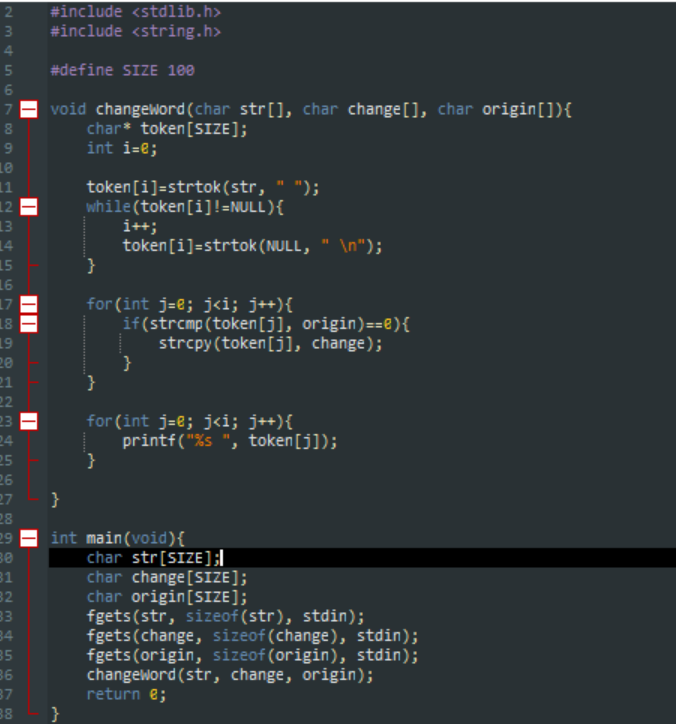 2 #include <stdlib.h>
3 #include <string.h>
4
5 #define SIZE 100
6
7 void changeWord(char str[], char change[], char origin[]){
8 char* token[SIZE];
9 int i=0;
10
11 token[i]=strtok(str, " ");
12 while(token[i]!=NULL){
13 i++;
14 token[i]=strtok(NULL, " \n");
15 }
16
17 for(int j=0; j<i; j++){
18 if(strcmp(token[j], origin)==0){
19 strcpy(token[j], change);
20 }
21 }
22
23 for(int j=0; j<i; j++){
24 printf("%s ", token[j]);
25 }
26
27 }
28
29 int main(void){
30 char str[SIZE];
31 char change[SIZE];
32 char origin[SIZE];
33 fgets(str, sizeof(str), stdin);
34 fgets(change, sizeof(change), stdin);
35 fgets(origin, sizeof(origin), stdin);
36 changeWord(str, change, origin);
37 return 0;
38 }